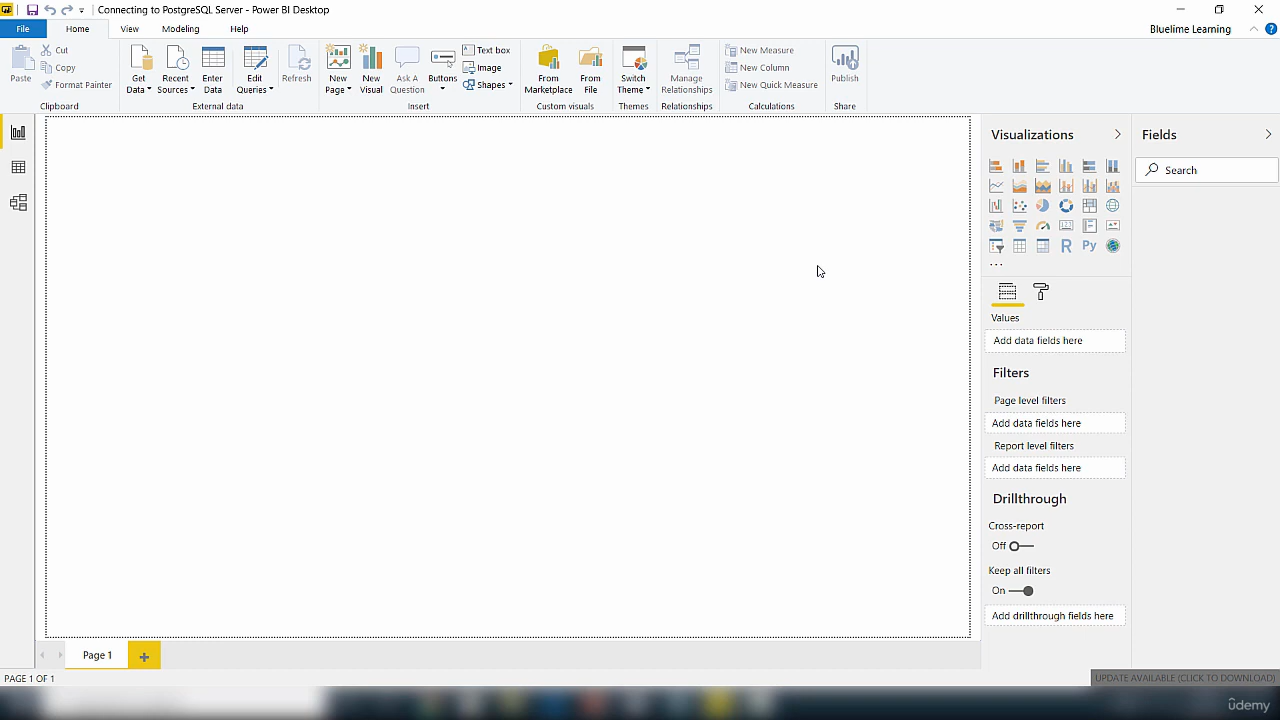 Connecting to PostgreSQL Server - Power BI Desktop
File
Home
View
Modeling
Help
Bluelime Learning
Paste
Cut
Copy
Format Painter
Clipboard
Get Data
Recent Sources
Enter Data
Edit Queries
Refresh
External data
New Page
New Visual
Ask A Question
Buttons
Text box
Image
Shapes
Insert
From Marketplace
From File
Custom visuals
Switch Theme
Themes
Manage Relationships
Relationships
New Measure
New Column
New Quick Measure
Calculations
Publish
Share
Visualizations
R
Py
Values
Add data fields here
Filters
Page level filters
Add data fields here
Report level filters
Add data fields here
Drillthrough
Cross-report
Off
Keep all filters
On
Add drillthrough fields here
Fields
Search
Page 1
PAGE 1 OF 1
UPDATE AVAILABLE (CLICK TO DOWNLOAD)
ûdemy